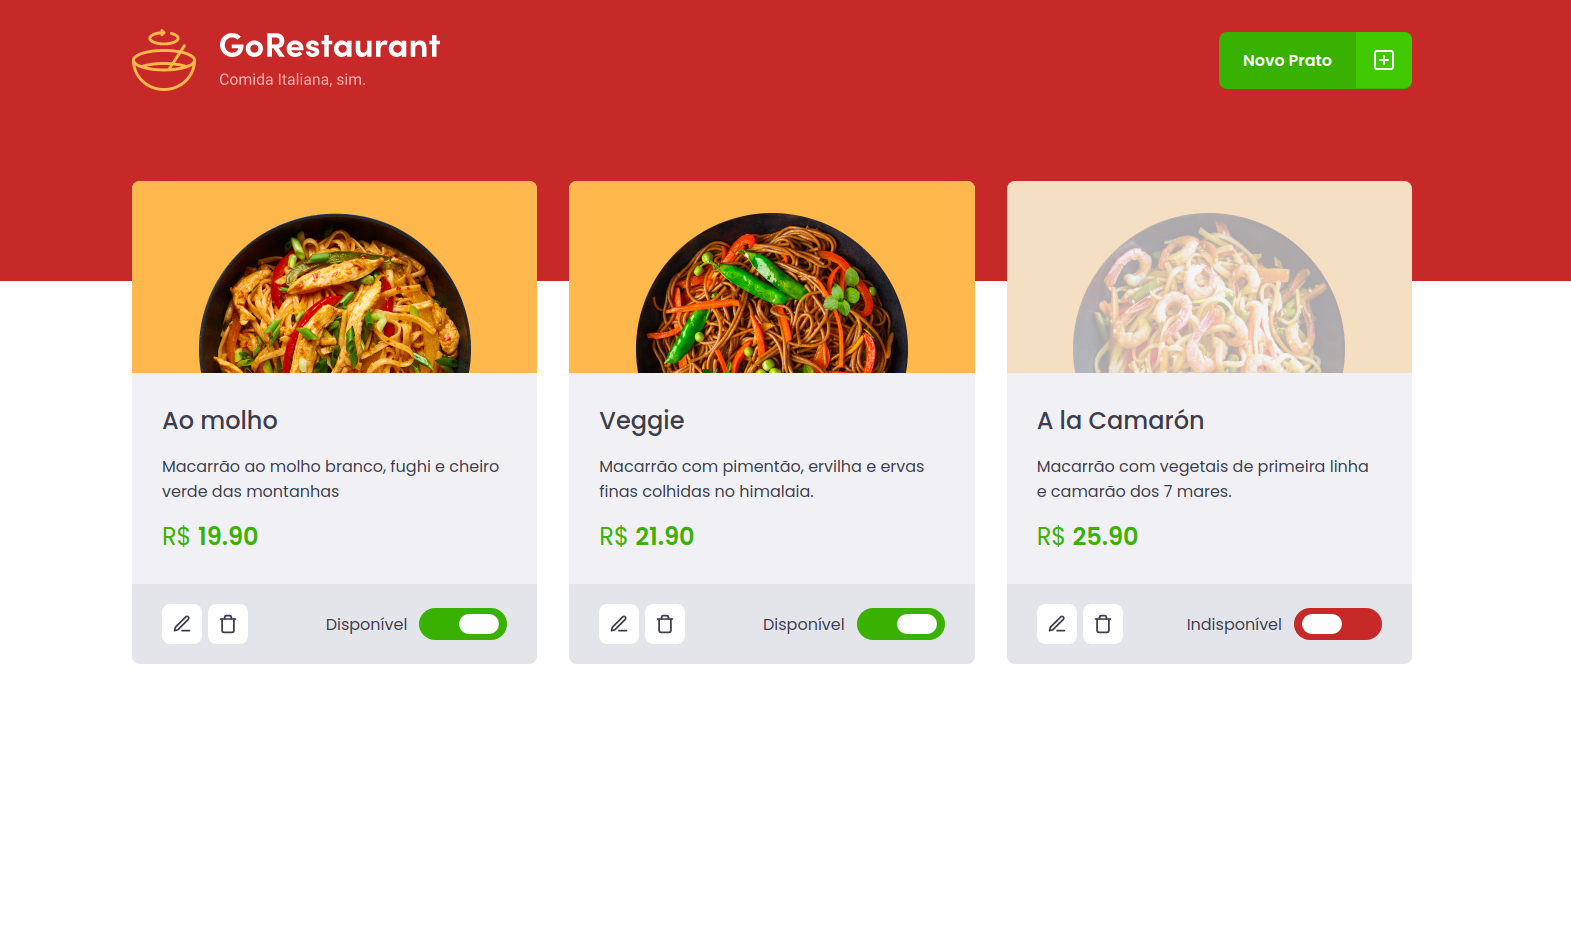 GoRestaurant
Comida Italiana, sim.
Novo Prato
Ao molho
Macarrão ao molho branco, fughi e cheiro
verde das montanhas
R$ 19.90
Disponível
Veggie
Macarrão com pimentão, ervilha e ervas
finas colhidas no himalaia.
R$ 21.90
Disponível
A la Camarón
Macarrão com vegetais de primeira linha
e camarão dos 7 mares.
R$ 25.90
Indisponível